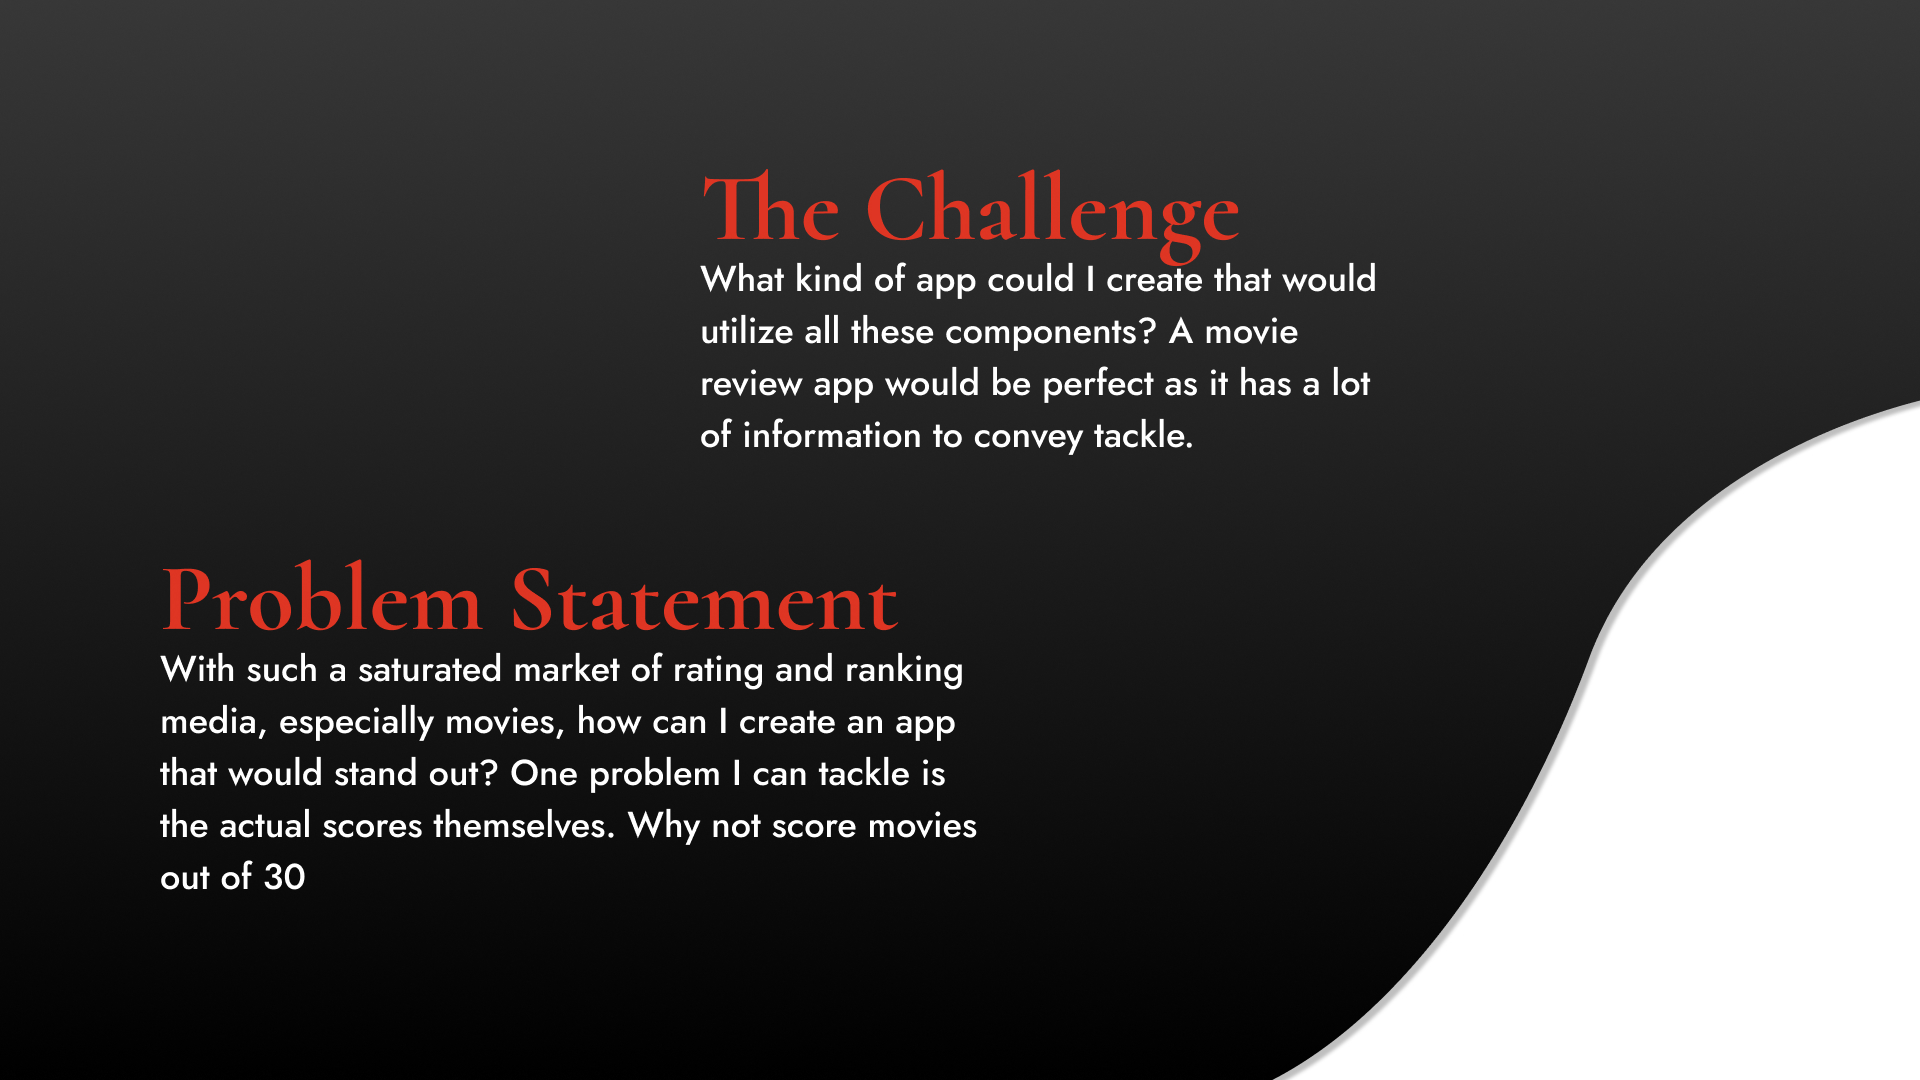 The Challenge
What kind of app could I create that would
utilize all these components? A movie
review app would be perfect as it has a lot
of information to convey tackle.
Problem Statement
With such a saturated market of rating and ranking
media, especially movies, how can I create an app
that would stand out? One problem I can tackle is
the actual scores themselves. Why not score movies
out of 30